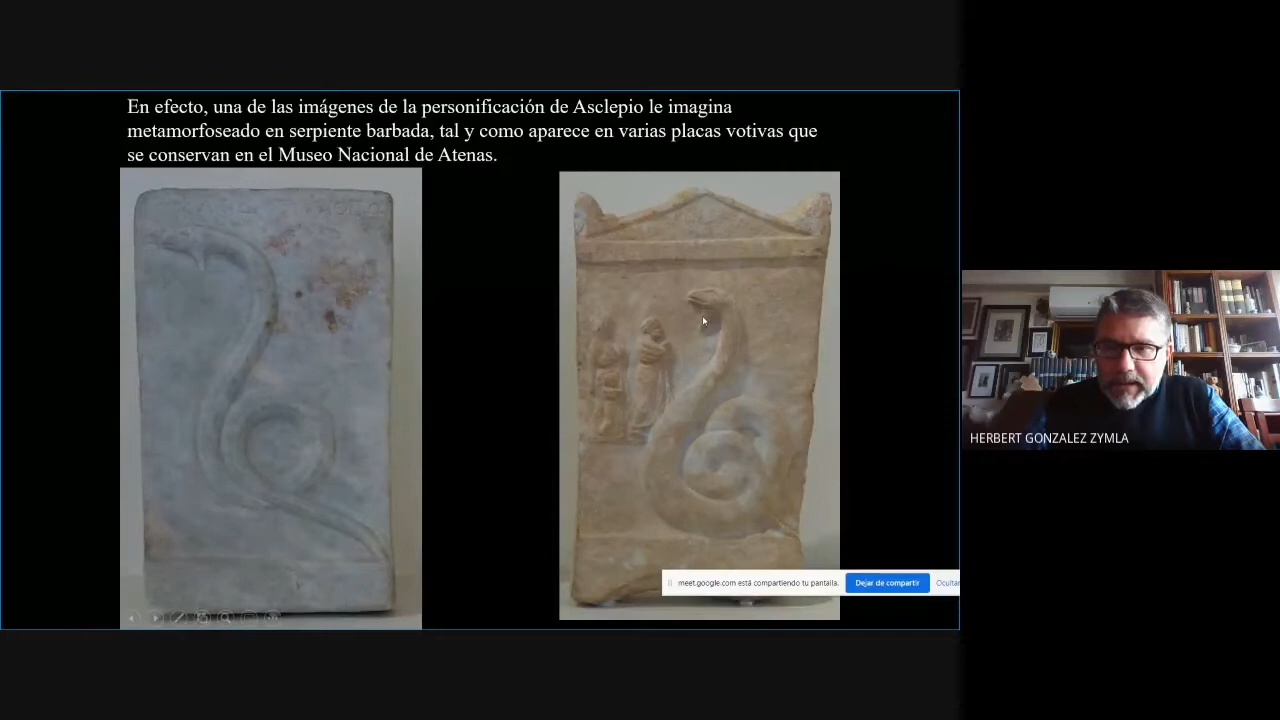 En efecto, una de las imágenes de la personificación de Asclepio le imagina
metamorfoseado en serpiente barbada, tal y como aparece en varias placas votivas que
se conservan en el Museo Nacional de Atenas.
HERBERT GONZALEZ ZYMLA
meet.google.com está compartiendo tu pantalla.
Dejar de compartir
Ocultar